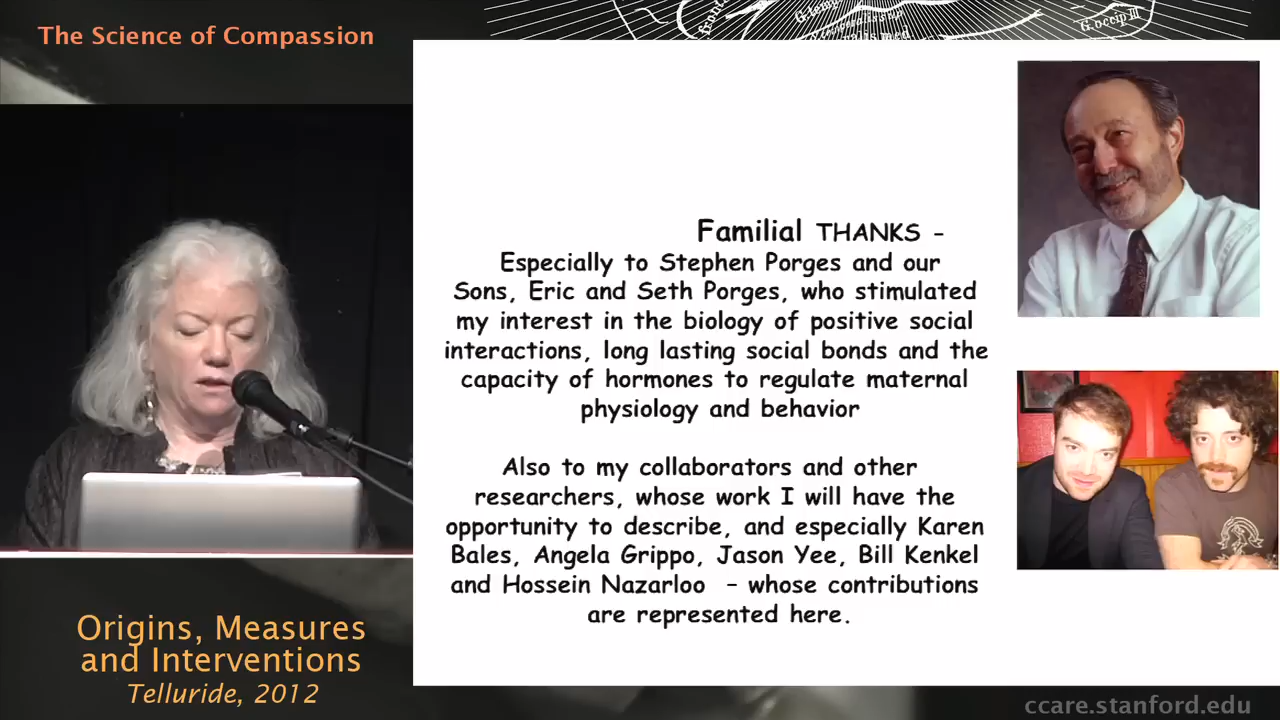 The Science of Compassion
G.occip III
Familial THANKS -
Especially to Stephen Porges and our
Sons, Eric and Seth Porges, who stimulated
my interest in the biology of positive social
interactions, long lasting social bonds and the
capacity of hormones to regulate maternal
physiology and behavior
Also to my collaborators and other
researchers, whose work I will have the
opportunity to describe, and especially Karen
Bales, Angela Grippo, Jason Yee, Bill Kenkel
and Hossein Nazarloo - whose contributions
are represented here.
Origins, Measures
and Interventions
Telluride, 2012
ccare.stanford.edu